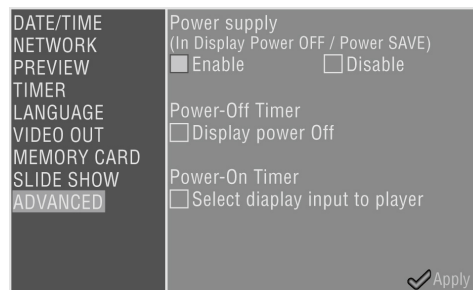 DATE/TIME
NETWORK
PREVIEW
TIMER
LANGUAGE
VIDEO OUT
MEMORY CARD
SLIDE SHOW
ADVANCED
Power supply
(In Display Power OFF / Power SAVE)
Enable Disable
Power-Off Timer
Display power Off
Power-On Timer
Select diaplay input to player
Apply